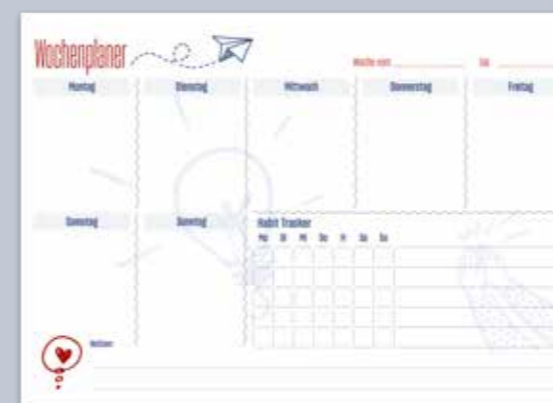 Wochenplaner
Woche von bis
Montag Dienstag Mittwoch Donnerstag Freitag
Samstag Sonntag Habit Tracker
Mo Di Mi Do Fr Sa So
Notizen